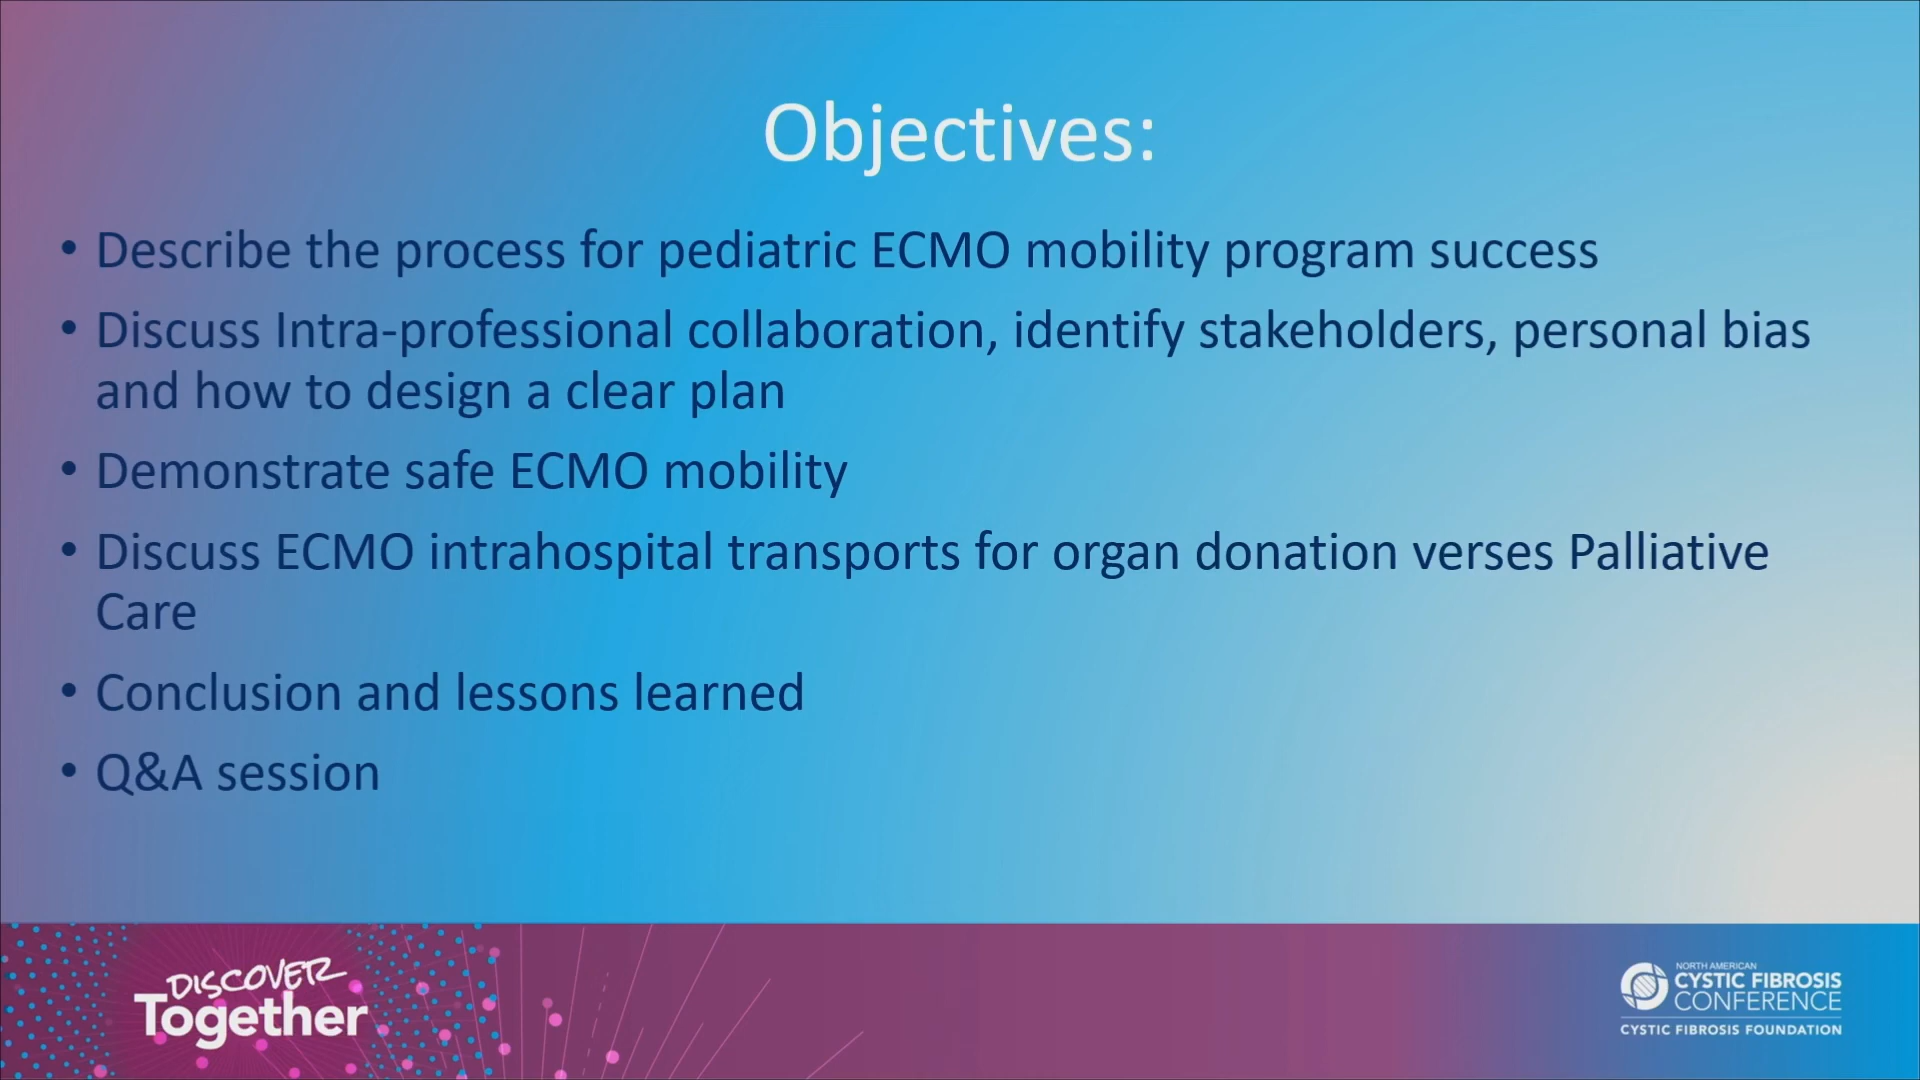 Objectives:
• Describe the process for pediatric ECMO mobility program success
• Discuss Intra-professional collaboration, identify stakeholders, personal bias
and how to design a clear plan
• Demonstrate safe ECMO mobility
• Discuss ECMO intrahospital transports for organ donation verses Palliative
Care
• Conclusion and lessons learned
• Q&A session
DISCOVER
Together
NORTH AMERICAN
CYSTIC FIBROSIS
CONFERENCE
CYSTIC FIBROSIS FOUNDATION